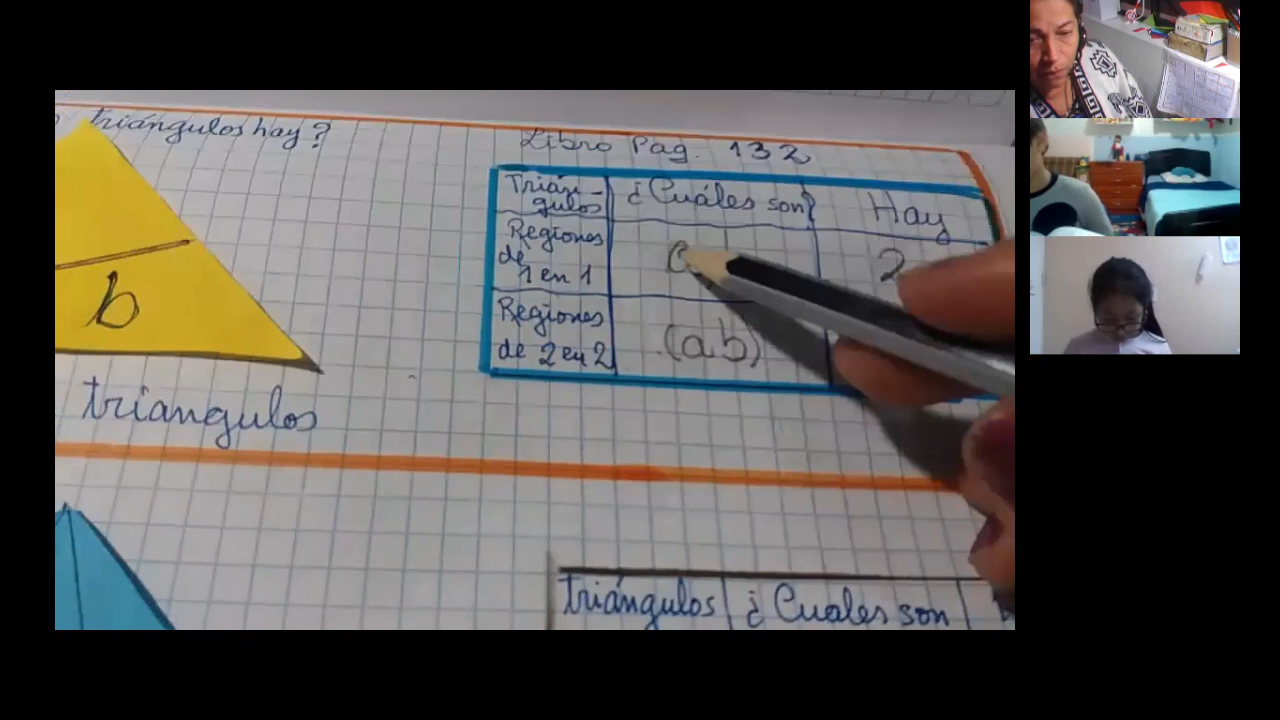 triángulos hay?
Libro Pag. 132
Trián-
gulos
¿Cuáles son?
Hay
Regiones
de
1 en 1
2
Regiones
de 2 en 2
(ab)
b
triangulos
triángulos
¿Cuales son